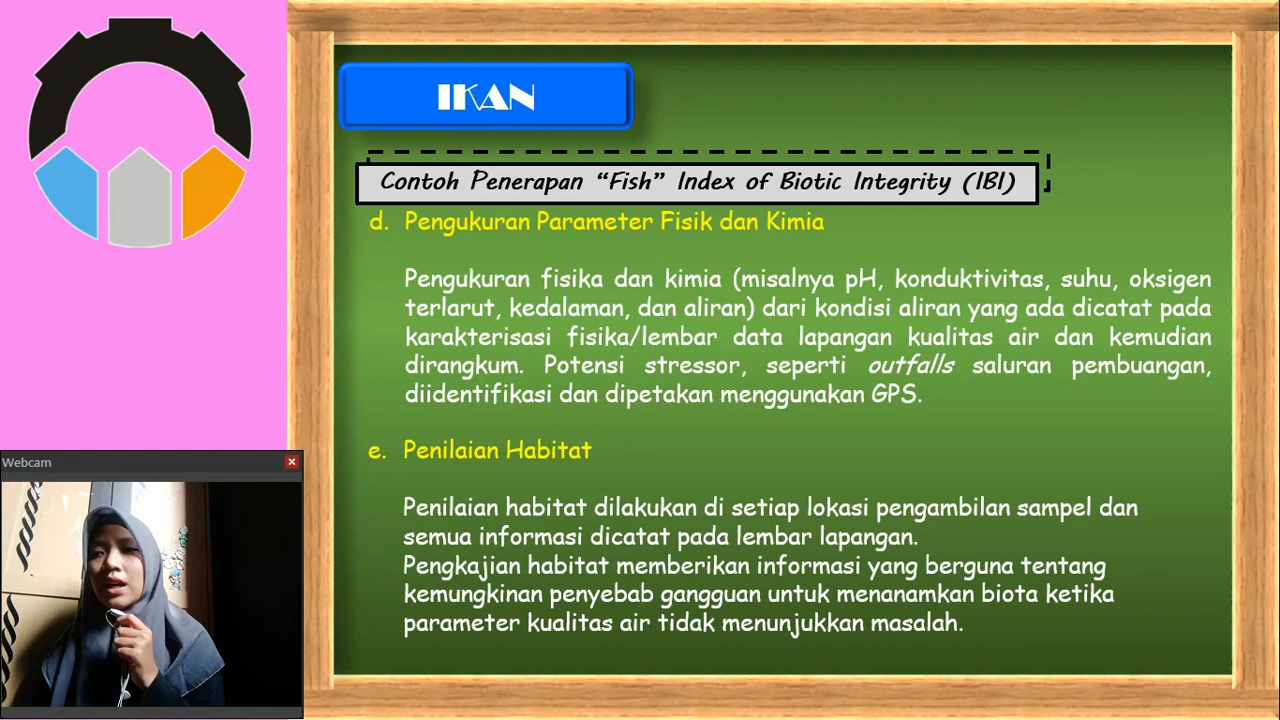 IKAN
Contoh Penerapan “Fish” Index of Biotic Integrity (IBI)
d. Pengukuran Parameter Fisik dan Kimia
Pengukuran fisika dan kimia (misalnya pH, konduktivitas, suhu, oksigen
terlarut, kedalaman, dan aliran) dari kondisi aliran yang ada dicatat pada
karakterisasi fisika/lembar data lapangan kualitas air dan kemudian
dirangkum. Potensi stressor, seperti outfalls saluran pembuangan,
diidentifikasi dan dipetakan menggunakan GPS.
e. Penilaian Habitat
Penilaian habitat dilakukan di setiap lokasi pengambilan sampel dan
semua informasi dicatat pada lembar lapangan.
Pengkajian habitat memberikan informasi yang berguna tentang
kemungkinan penyebab gangguan untuk menanamkan biota ketika
parameter kualitas air tidak menunjukkan masalah.
Webcam